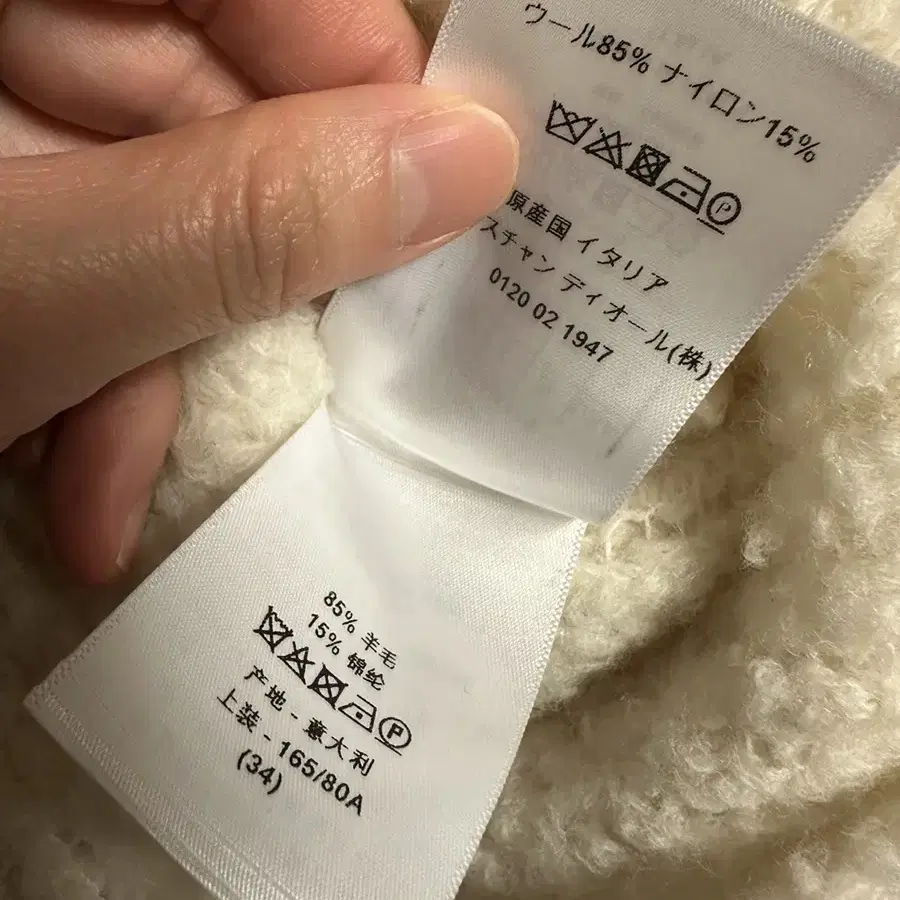 ウール85% ナイロン15%
P
原産国 イタリア
スチャン ディオール(株)
0120 02 1947
85% 羊毛
15% 锦纶
P
产地 - 意大利
上装 - 165/80A
(34)